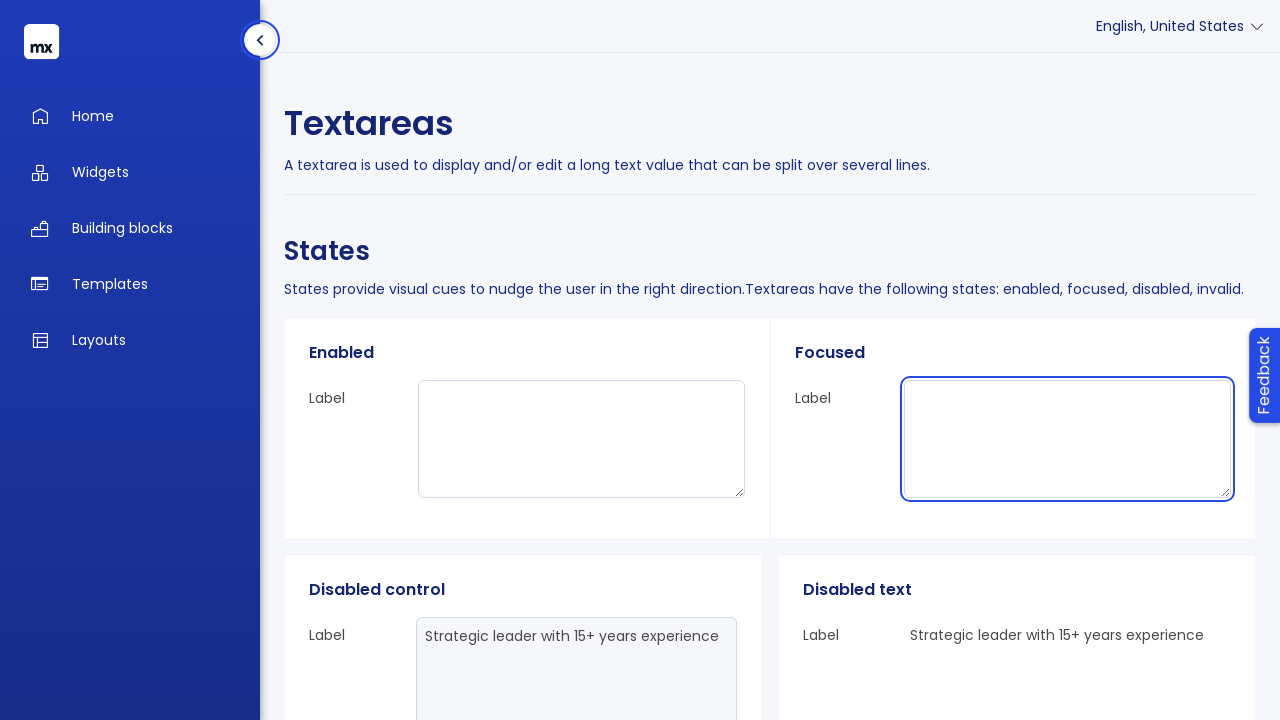 mx
Home
Widgets
Building blocks
Templates
Layouts
English, United States
Textareas
A textarea is used to display and/or edit a long text value that can be split over several lines.
States
States provide visual cues to nudge the user in the right direction.Textareas have the following states: enabled, focused, disabled, invalid.
Enabled
Label
Focused
Label
Feedback
Disabled control
Label
Strategic leader with 15+ years experience
Disabled text
Label
Strategic leader with 15+ years experience